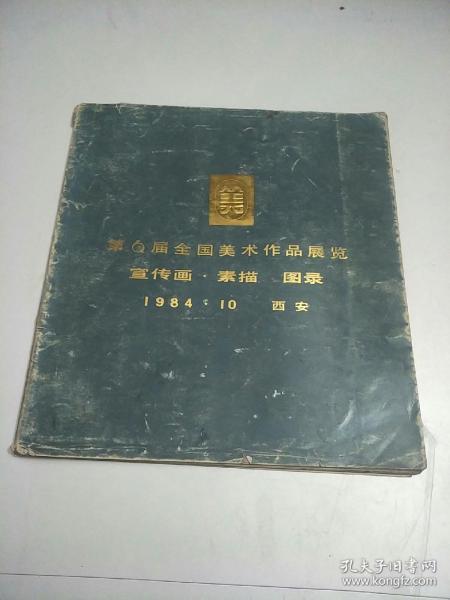 美
第6届全国美术作品展览
宣传画·素描 图录
1984·10 西安
孔夫子旧书网
www.kongfz.com